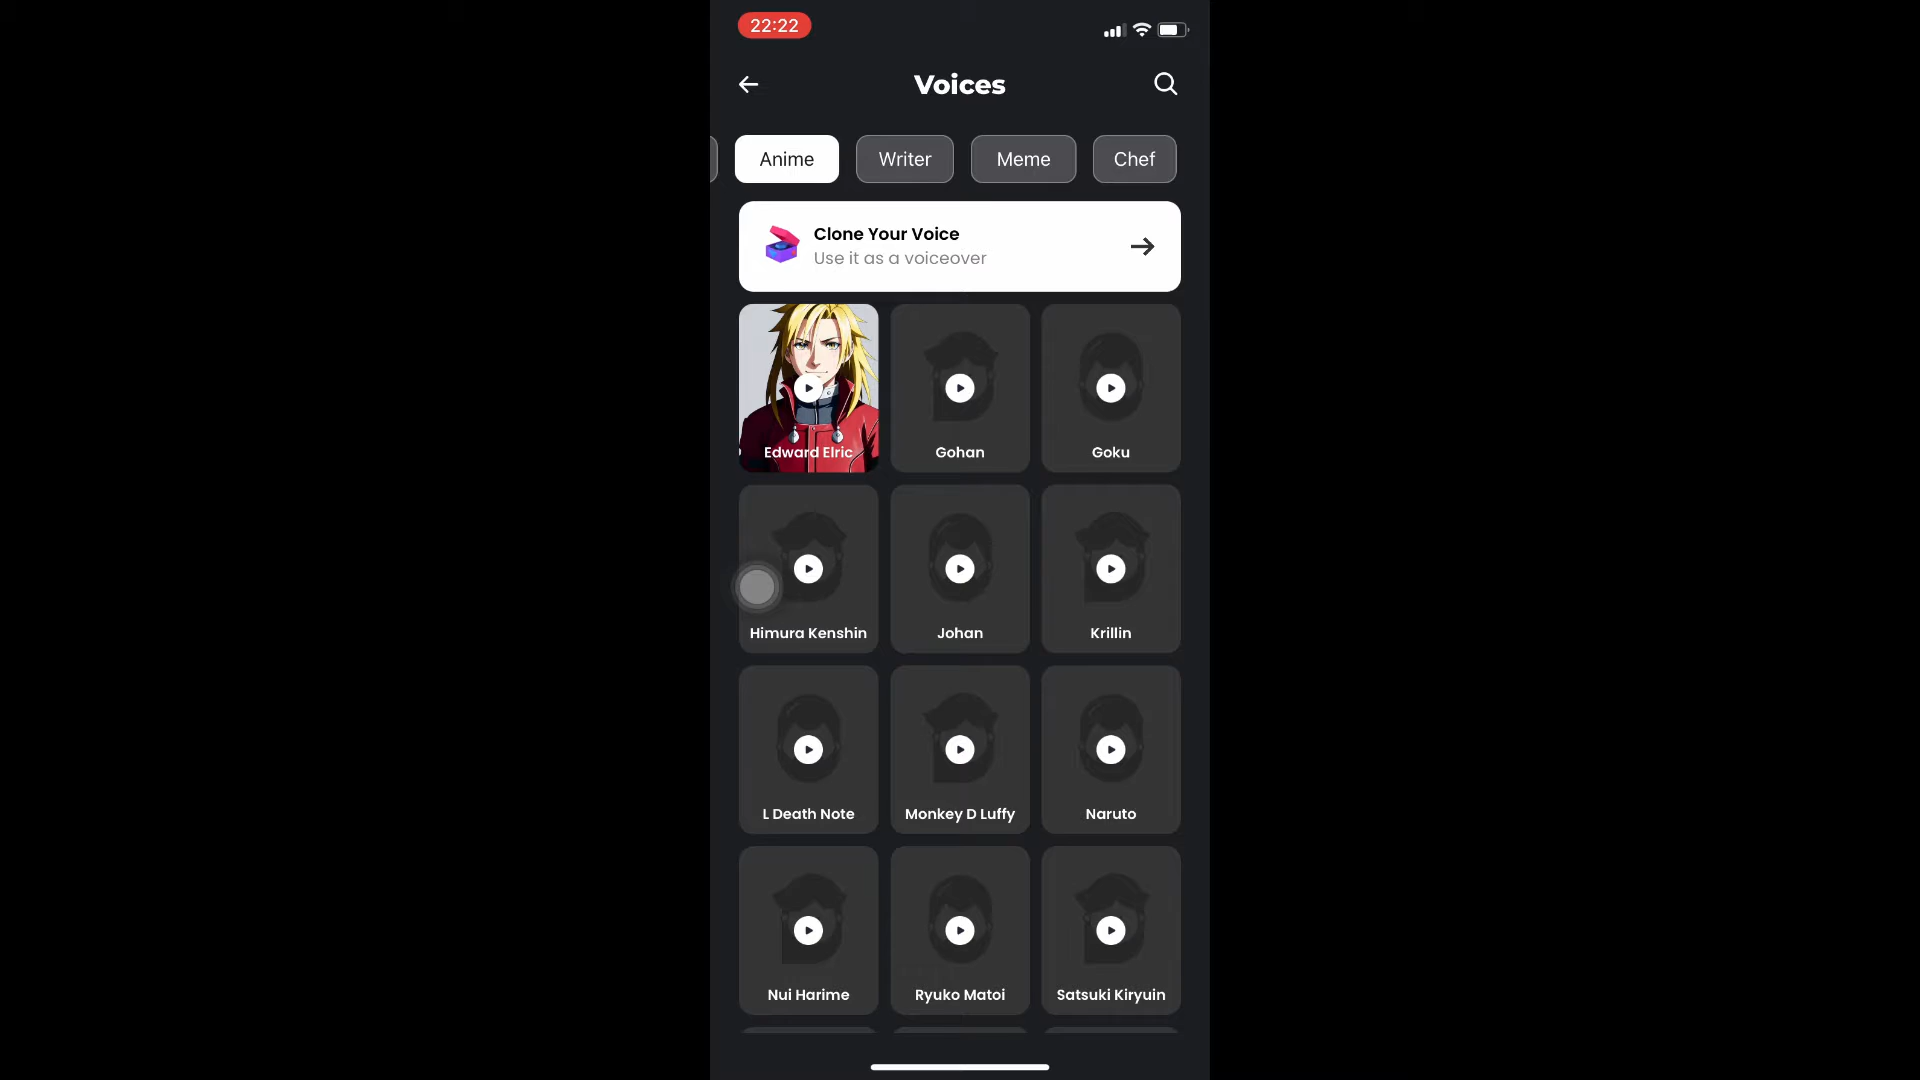 22:22
Voices
Anime
Writer
Meme
Chef
Clone Your Voice
Use it as a voiceover
Edward Elric
Gohan
Goku
Himura Kenshin
Johan
Krillin
L Death Note
Monkey D Luffy
Naruto
Nui Harime
Ryuko Matoi
Satsuki Kiryuin